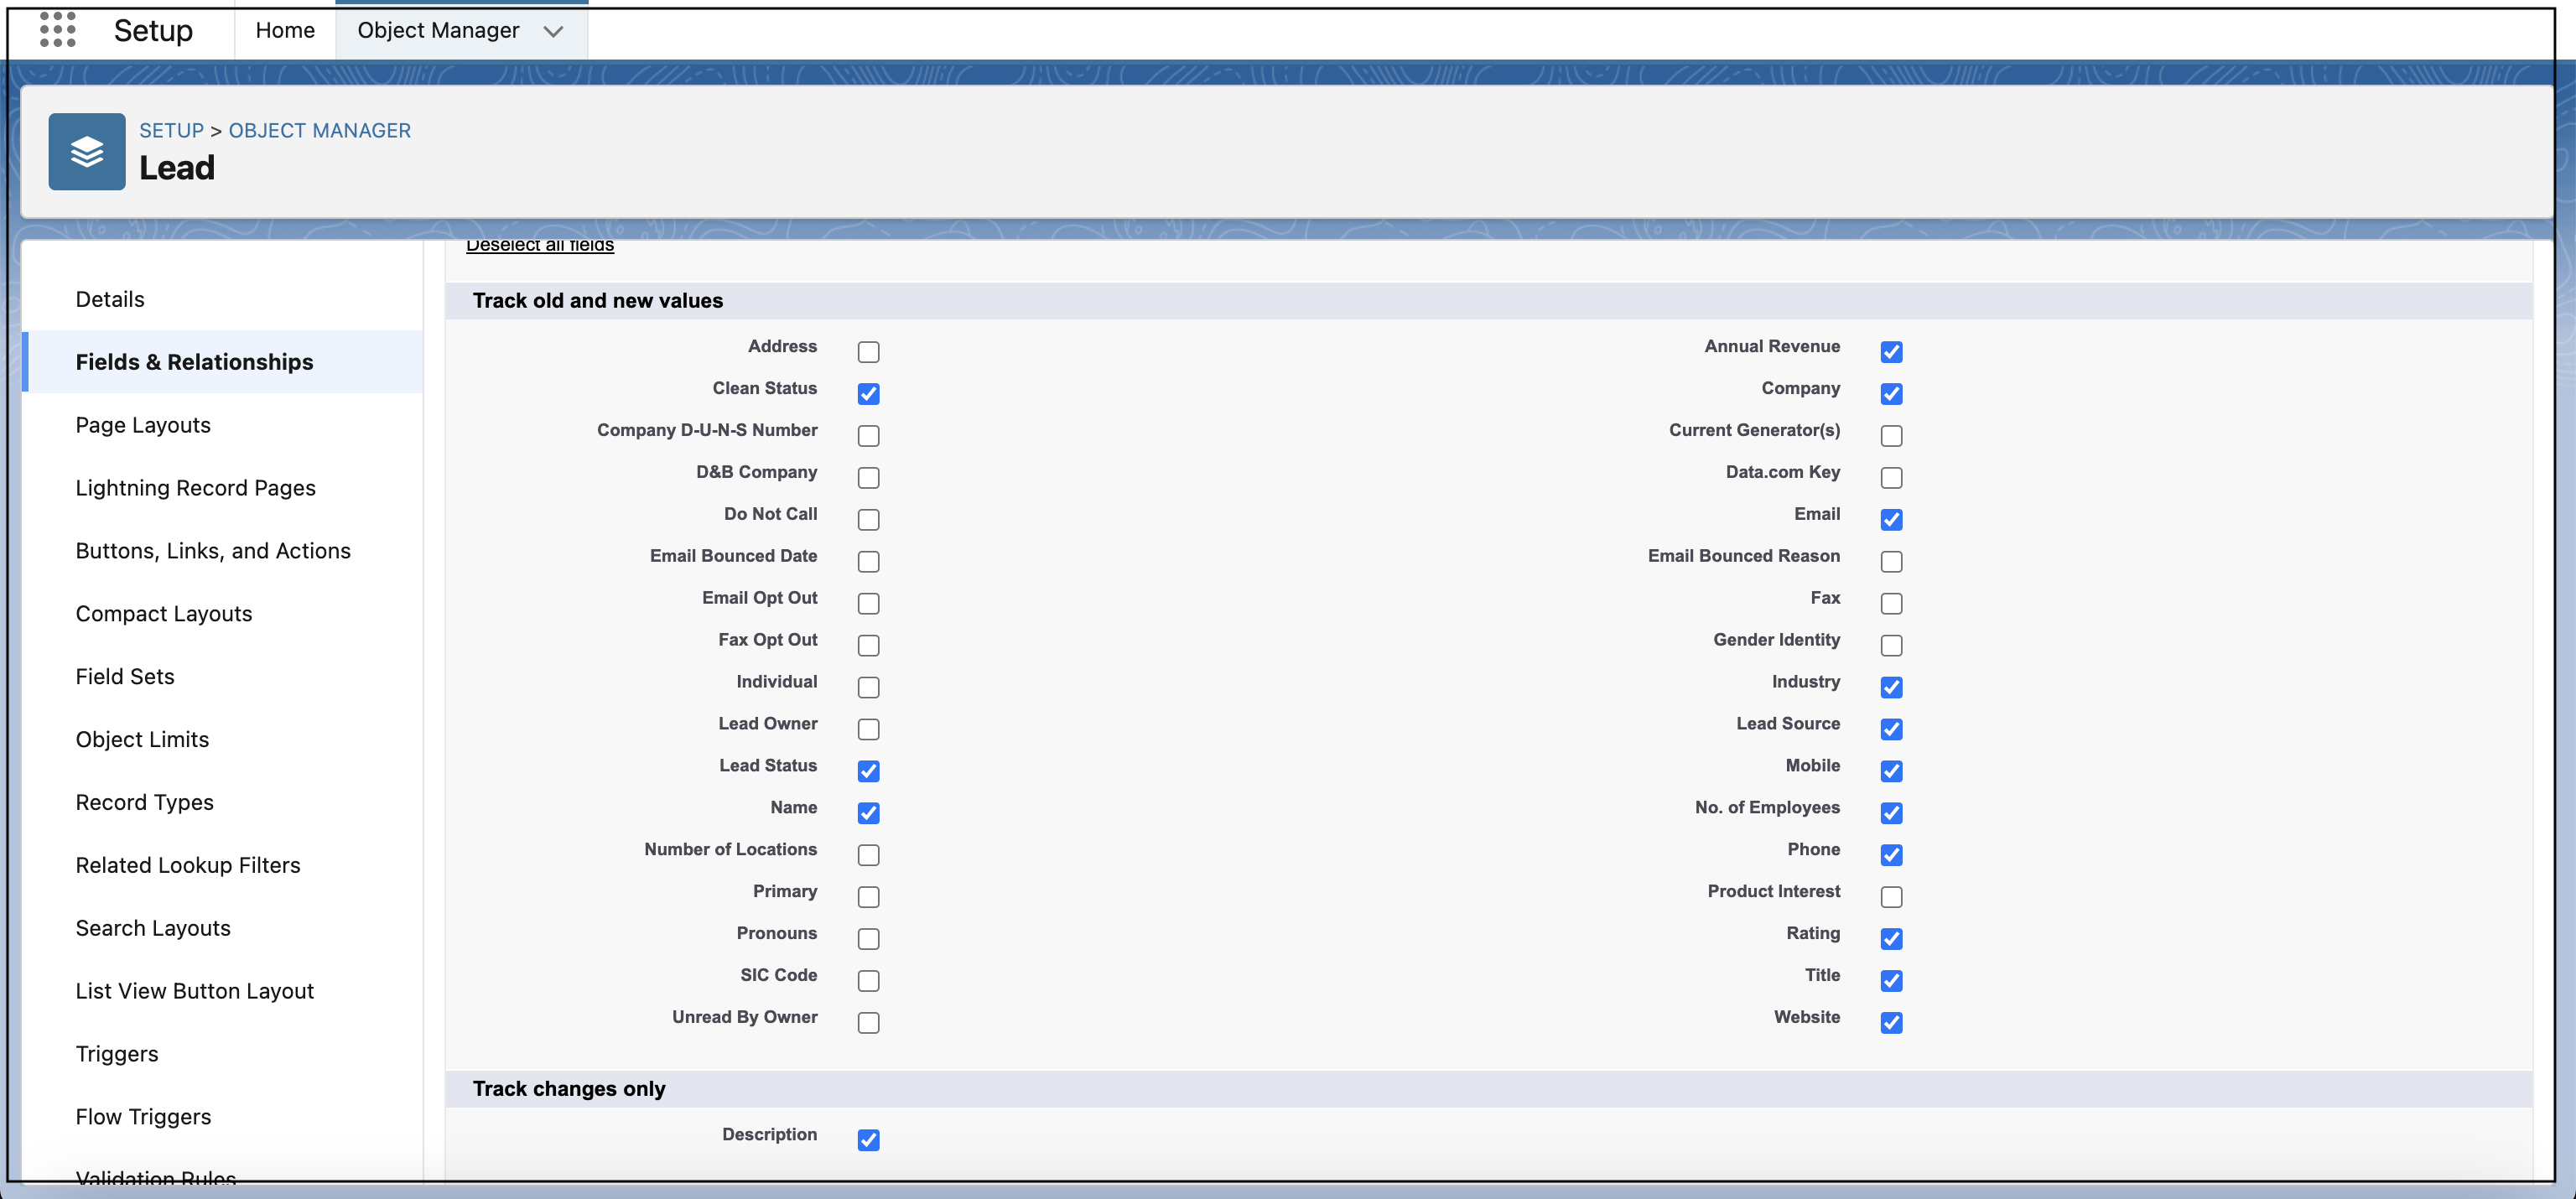 Setup
Home
Object Manager
SETUP > OBJECT MANAGER
Lead
Details
Fields & Relationships
Page Layouts
Lightning Record Pages
Buttons, Links, and Actions
Compact Layouts
Field Sets
Object Limits
Record Types
Related Lookup Filters
Search Layouts
List View Button Layout
Triggers
Flow Triggers
Validation Rules
Deselect all fields
Track old and new values
Address
Annual Revenue
Clean Status
Company
Company D-U-N-S Number
Current Generator(s)
D&B Company
Data.com Key
Do Not Call
Email
Email Bounced Date
Email Bounced Reason
Email Opt Out
Fax
Fax Opt Out
Gender Identity
Individual
Industry
Lead Owner
Lead Source
Lead Status
Mobile
Name
No. of Employees
Number of Locations
Phone
Primary
Product Interest
Pronouns
Rating
SIC Code
Title
Unread By Owner
Website
Track changes only
Description